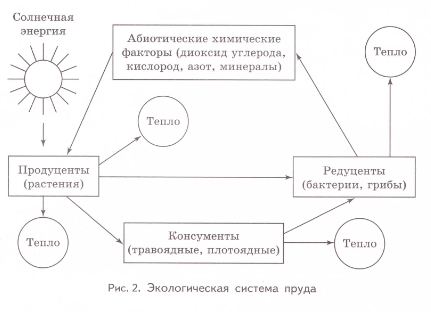 Солнечная
энергия
Абиотические химические
факторы (диоксид углерода,
кислород, азот, минералы)
Тепло
Тепло
Продуценты
(растения)
Редуценты
(бактерии, грибы)
Тепло
Консументы
(травоядные, плотоядные)
Тепло
Рис. 2. Экологическая система пруда